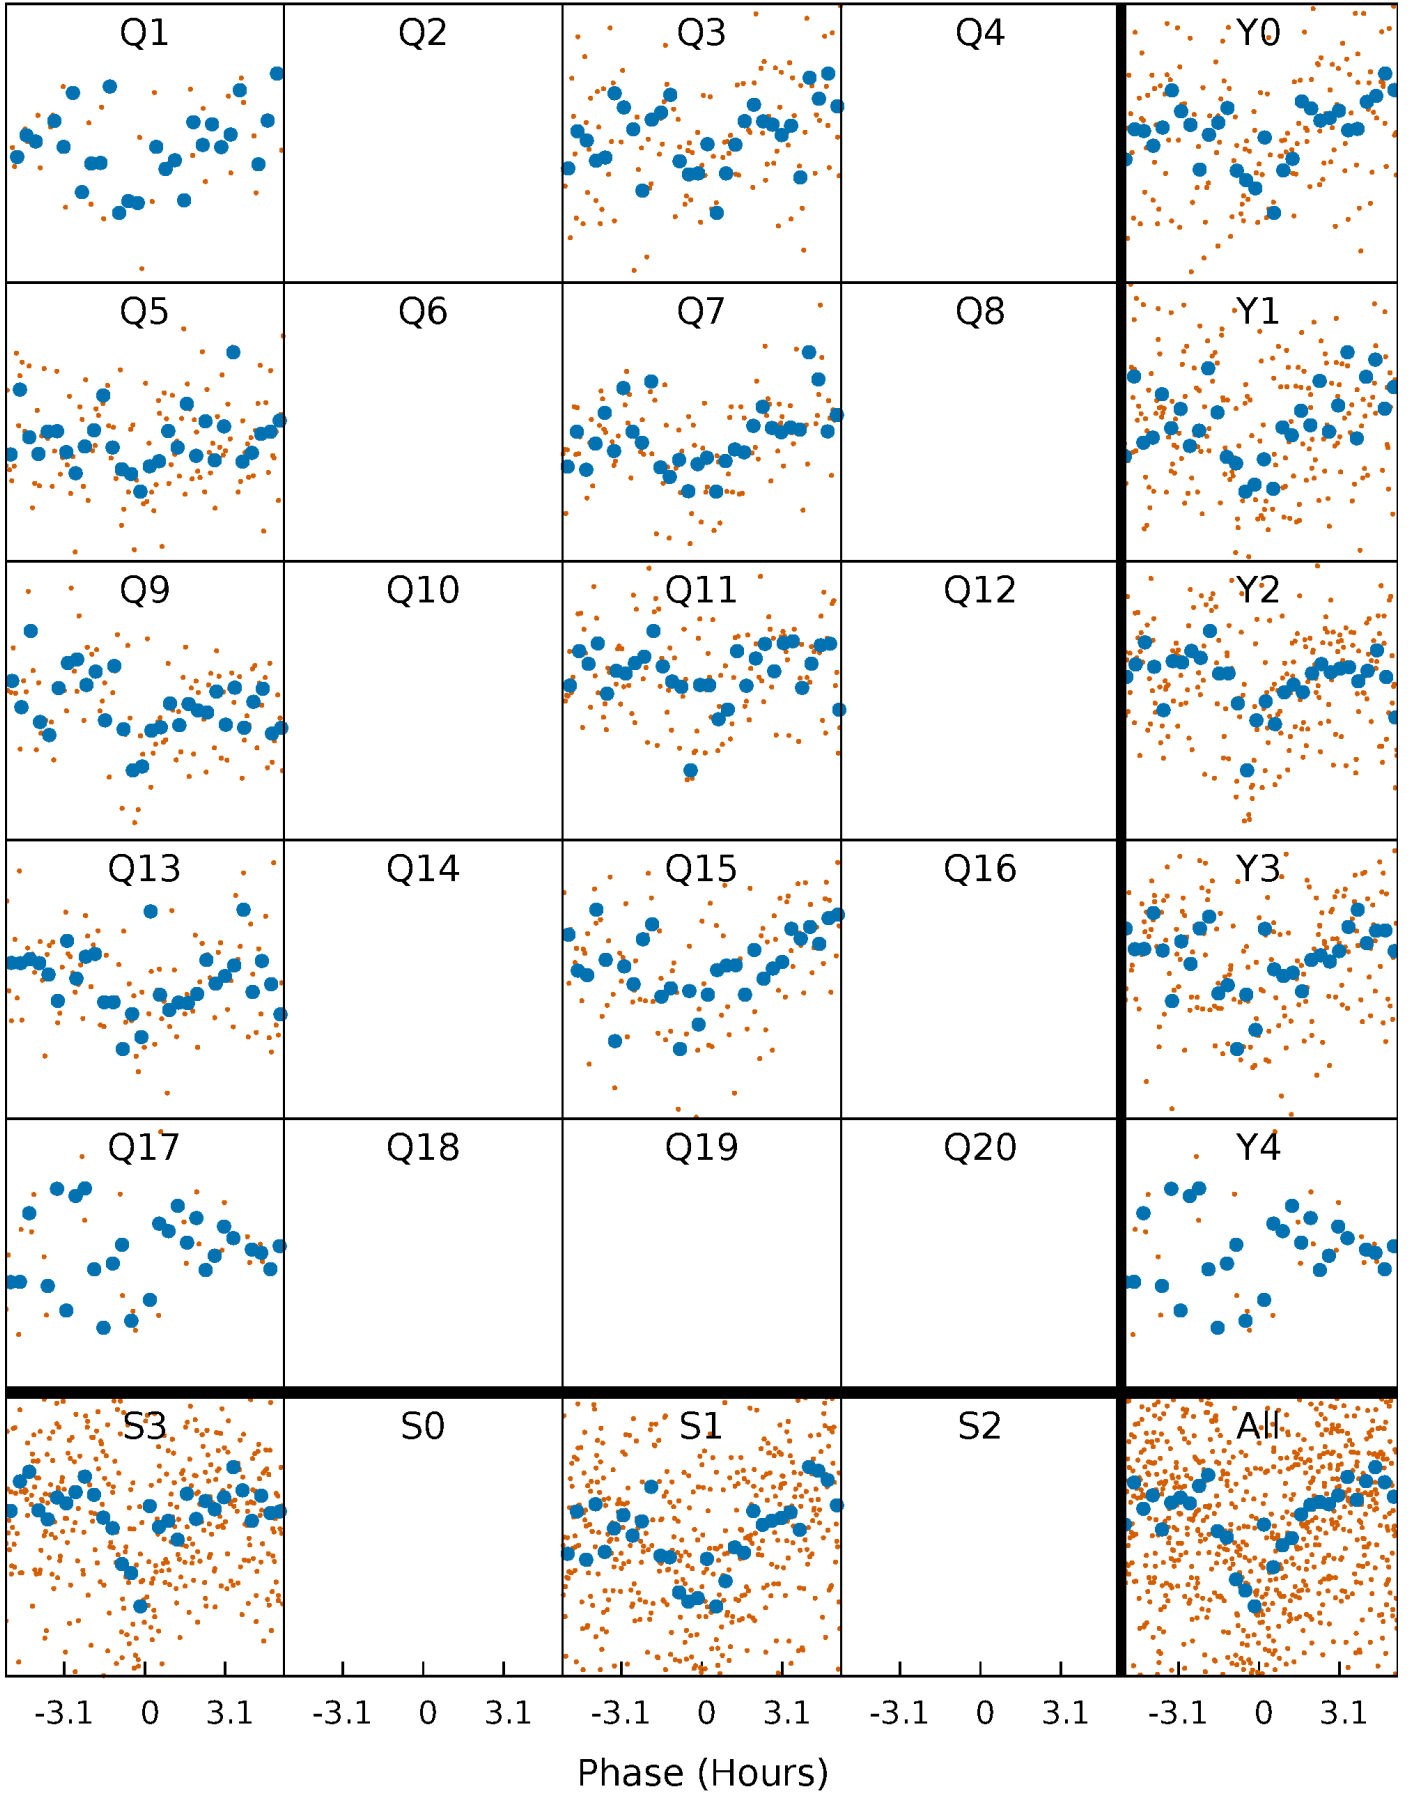 Q1 Q2 Q3 Q4 Y0
Q5 Q6 Q7 Q8 Y1
Q9 Q10 Q11 Q12 Y2
Q13 Q14 Q15 Q16 Y3
Q17 Q18 Q19 Q20 Y4
S3 S0 S1 S2 All
-3.1 0 3.1 -3.1 0 3.1 -3.1 0 3.1 -3.1 0 3.1 -3.1 0 3.1
Phase (Hours)